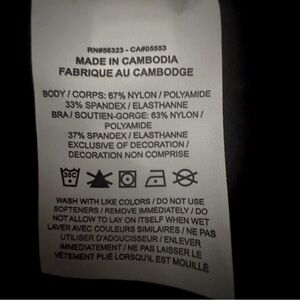 RN#56323 - CA#05553
MADE IN CAMBODIA
FABRIQUE AU CAMBODGE
BODY / CORPS: 67% NYLON / POLYAMIDE
33% SPANDEX / ELASTHANNE
BRA / SOUTIEN-GORGE: 63% NYLON /
POLYAMIDE
37% SPANDEX / ELASTHANNE
EXCLUSIVE OF DECORATION /
DECORATION NON COMPRISE
WASH WITH LIKE COLORS / DO NOT USE
SOFTENERS / REMOVE IMMEDIATELY / DO
NOT ALLOW TO LAY ON ITSELF WHEN WET
LAVER AVEC COULEURS SIMILAIRES / NE PAS
UTILISER D'ADOUCISSEUR / ENLEVER
IMMÉDIATEMENT / NE PAS LAISSER LE
VÊTEMENT PLIÉ LORSQU'IL EST MOUILLÉ